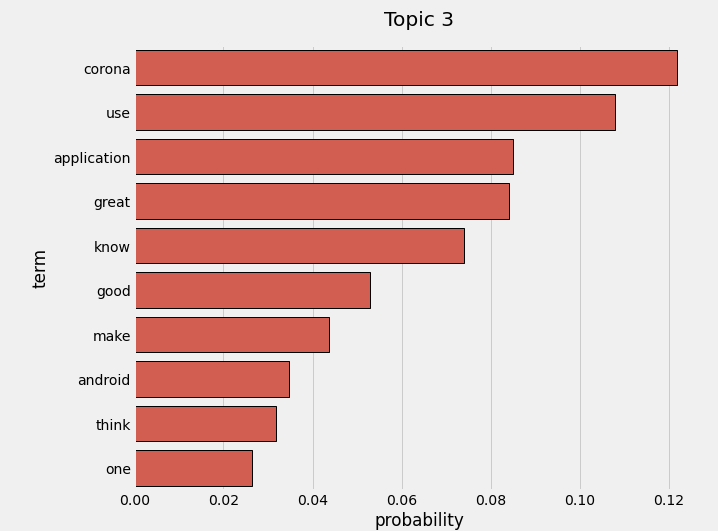 Topic 3
corona
use
application
great
know
good
make
android
think
one
term
0.00 0.02 0.04 0.06 0.08 0.10 0.12
probability